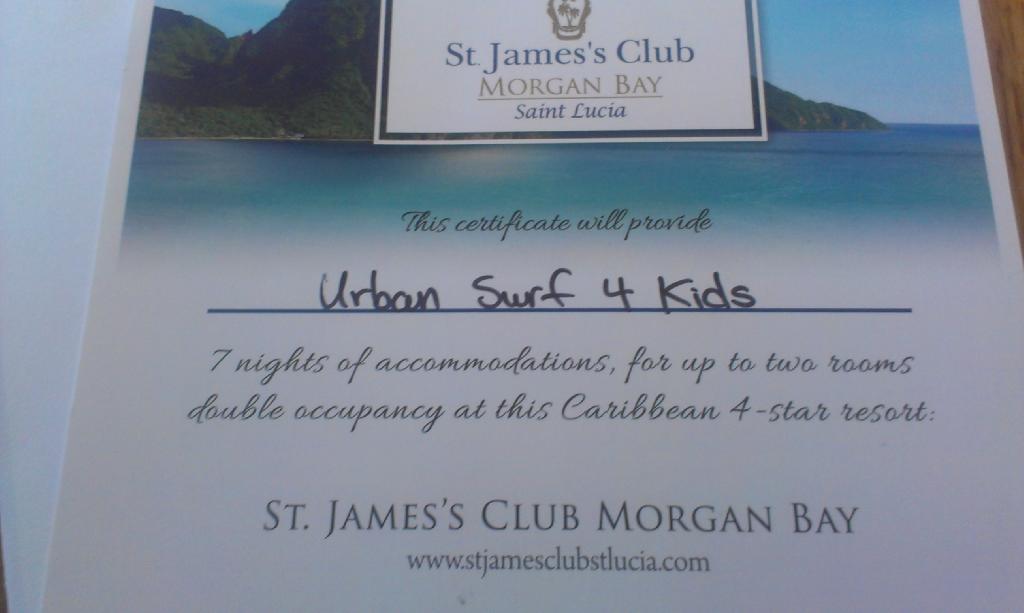 St. James's Club
MORGAN BAY
Saint Lucia
This certificate will provide
Urban Surf 4 Kids
7 nights of accommodations, for up to two rooms
double occupancy at this Caribbean 4-star resort:
ST. JAMES'S CLUB MORGAN BAY
www.stjamesclubstlucia.com